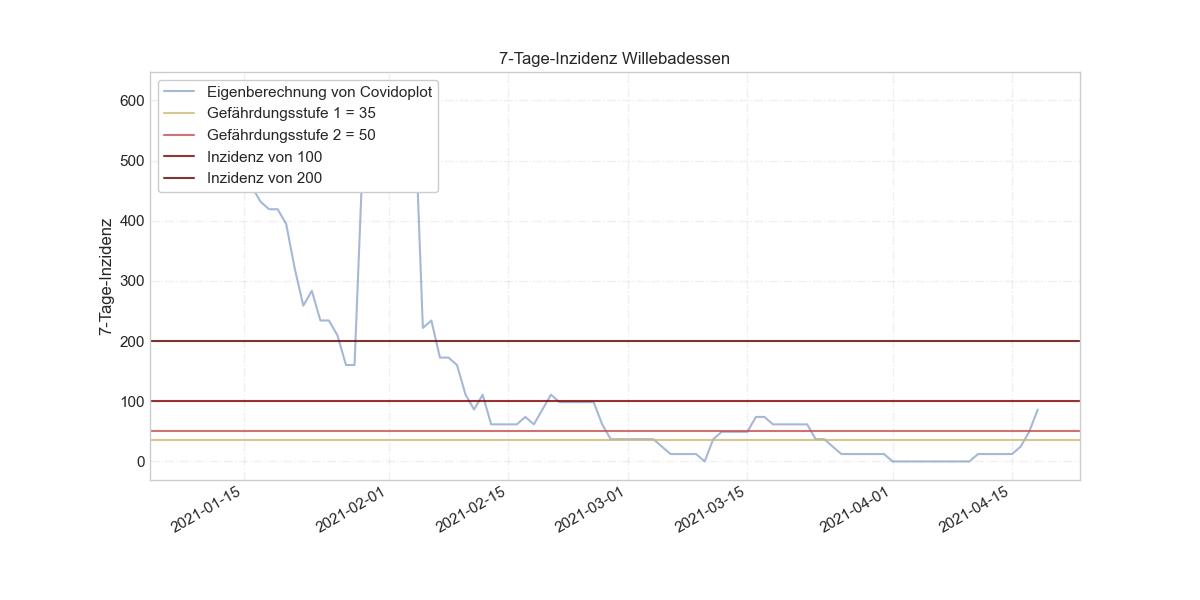 7-Tage-Inzidenz Willebadessen
Eigenberechnung von Covidoplot
Gefährdungsstufe 1 = 35
Gefährdungsstufe 2 = 50
Inzidenz von 100
Inzidenz von 200
7-Tage-Inzidenz
600
500
400
300
200
100
0
2021-01-15
2021-02-01
2021-02-15
2021-03-01
2021-03-15
2021-04-01
2021-04-15